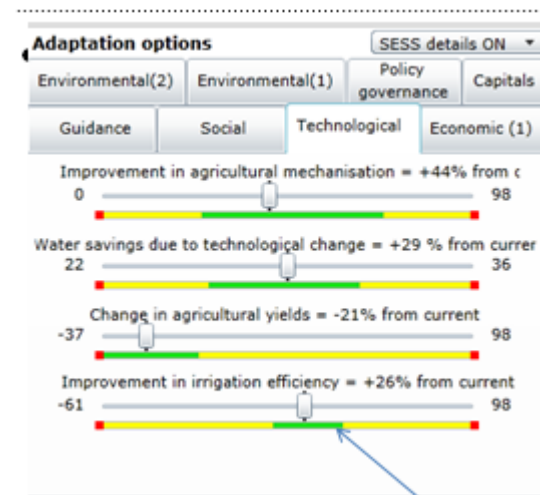 Adaptation options
SESS details ON
Environmental(2) Environmental(1) Policy governance Capitals
Guidance Social Technological Economic (1)
Improvement in agricultural mechanisation = +44% from c
0 98
Water savings due to technological change = +29 % from currer
22 36
Change in agricultural yields = -21% from current
-37 98
Improvement in irrigation efficiency = +26% from current
-61 98